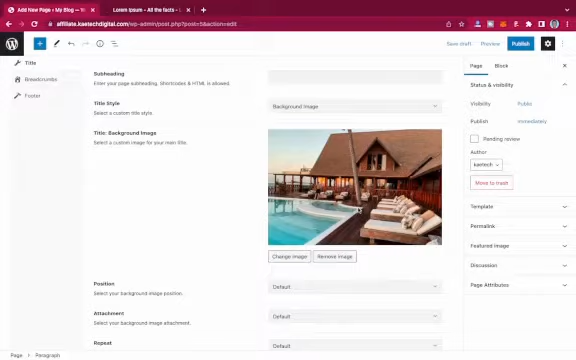 Add New Page ‹ My Blog —
Lorem Ipsum - All the facts - L
affiliate.kaetechdigital.com/wp-admin/post.php?post=5&action=edit
Save draft
Preview
Publish
Title
Breadcrumbs
Footer
Subheading
Enter your page subheading. Shortcodes & HTML is allowed.
Title Style
Select a custom title style.
Background Image
Title: Background Image
Select a custom image for your main title.
Change Image
Remove Image
Position
Select your background image position.
Default
Attachment
Select your background image attachment.
Default
Repeat
Default
Page
Block
Status & visibility
Visibility
Public
Publish
Immediately
Pending review
Author
kaetech
Move to trash
Template
Permalink
Featured image
Discussion
Page Attributes
Page
Paragraph